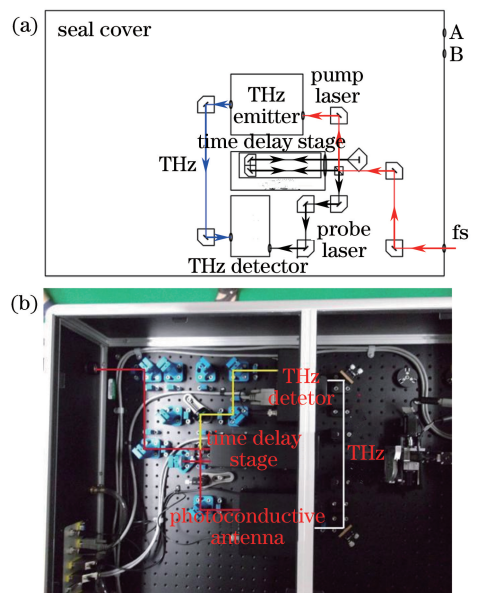 (a)
seal cover
A
B
pump
laser
THz
emitter
time delay stage
THz
fs
probe
laser
THz detector
(b)
THz
detetor
time delay
stage
THz
photoconductive
antenna